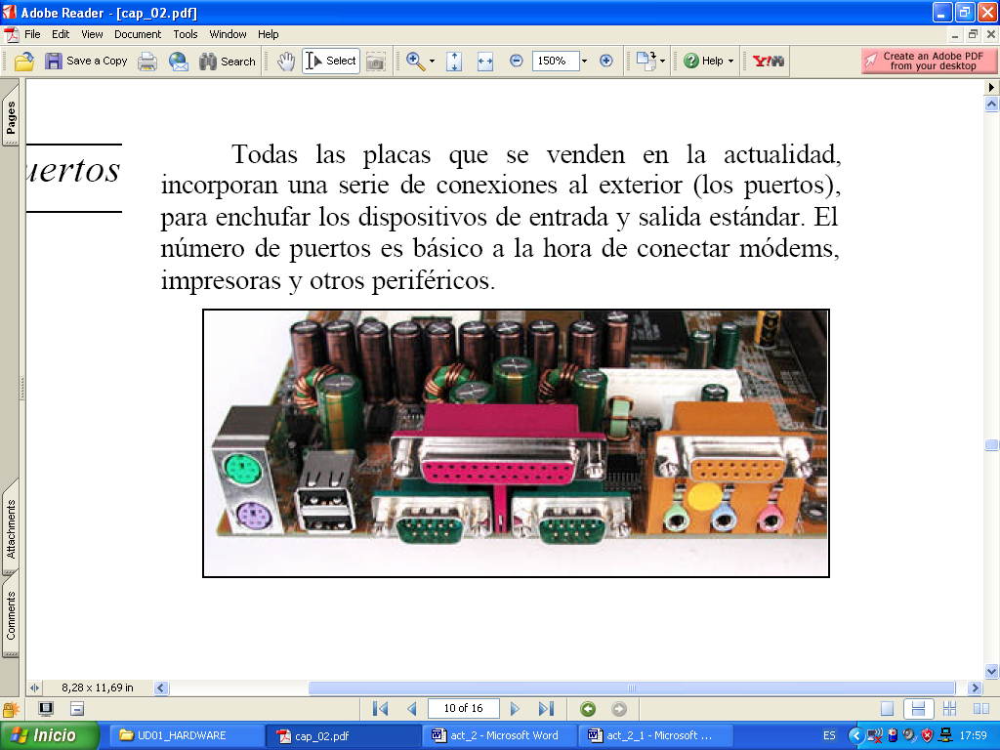 Adobe Reader - [cap_02.pdf]
File Edit View Document Tools Window Help
Save a Copy Search Select 150% Help Y! Create an Adobe PDF from your desktop
Pages
uertos
Todas las placas que se venden en la actualidad,
incorporan una serie de conexiones al exterior (los puertos),
para enchufar los dispositivos de entrada y salida estándar. El
número de puertos es básico a la hora de conectar módems,
impresoras y otros periféricos.
Attachments
Comments
8,28 x 11,69 in
10 of 16
Inicio UD01_HARDWARE cap_02.pdf act_2 - Microsoft Word act_2_1 - Microsoft ... ES 17:59